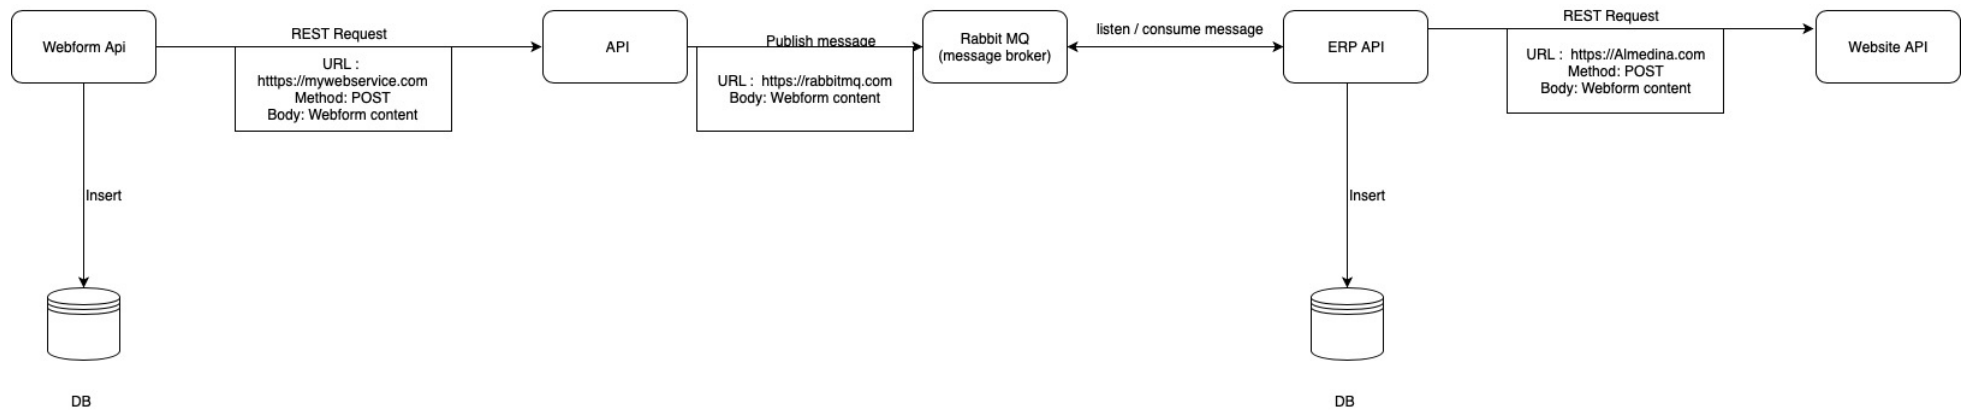 Webform Api
REST Request
URL :
htttps://mywebservice.com
Method: POST
Body: Webform content
API
Publish message
URL : https://rabbitmq.com
Body: Webform content
Rabbit MQ
(message broker)
listen / consume message
ERP API
REST Request
URL : https://Almedina.com
Method: POST
Body: Webform content
Website API
Insert
Insert
DB
DB